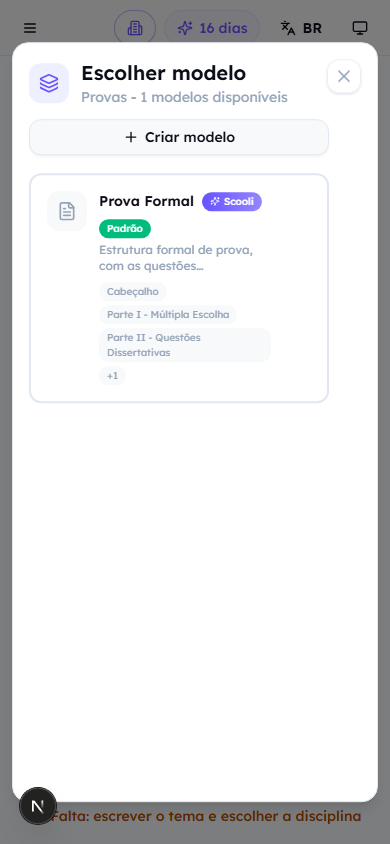 16 dias
BR
Escolher modelo
Provas - 1 modelos disponíveis
+ Criar modelo
Prova Formal
Scooli
Padrão
Estrutura formal de prova,
com as questões...
Cabeçalho
Parte I - Múltipla Escolha
Parte II - Questões
Dissertativas
+1
N
Falta: escrever o tema e escolher a disciplina